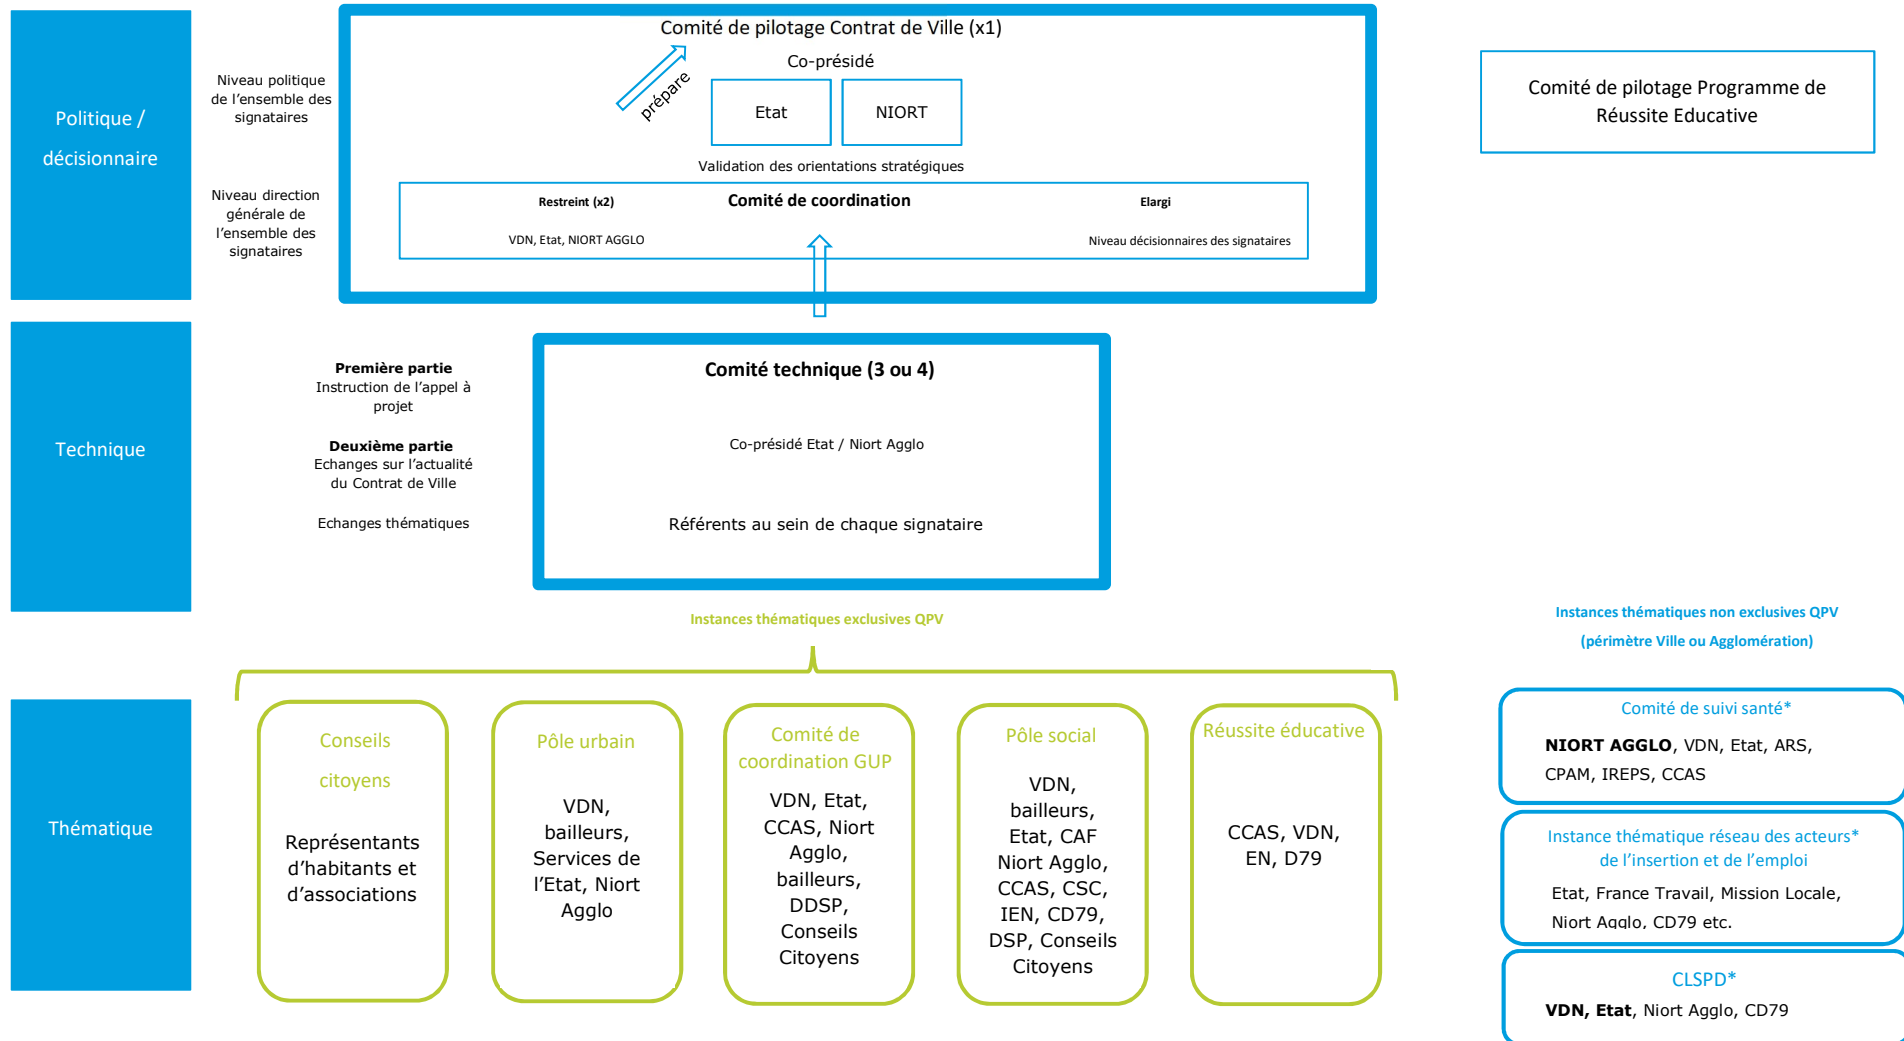 Politique /
décisionnaire
Niveau politique
de l'ensemble des
signataires
Niveau direction
générale de
l'ensemble des
signataires
Comité de pilotage Contrat de Ville (x1)
Co-présidé
prépare
Etat
NIORT
Validation des orientations stratégiques
Restreint (x2)
Comité de coordination
Elargi
VDN, Etat, NIORT AGGLO
Niveau décisionnaires des signataires
Comité de pilotage Programme de
Réussite Educative
Technique
Première partie
Instruction de l'appel à
projet
Deuxième partie
Echanges sur l'actualité
du Contrat de Ville
Echanges thématiques
Comité technique (3 ou 4)
Co-présidé Etat / Niort Agglo
Référents au sein de chaque signataire
Instances thématiques exclusives QPV
Instances thématiques non exclusives QPV
(périmètre Ville ou Agglomération)
Thématique
Conseils
citoyens
Représentants
d'habitants et
d'associations
Pôle urbain
VDN,
bailleurs,
Services de
l'Etat, Niort
Agglo
Comité de
coordination GUP
VDN, Etat,
CCAS, Niort
Agglo,
bailleurs,
DDSP,
Conseils
Citoyens
Pôle social
VDN,
bailleurs,
Etat, CAF
Niort Agglo,
CCAS, CSC,
IEN, CD79,
DSP, Conseils
Citoyens
Réussite éducative
CCAS, VDN,
EN, D79
Comité de suivi santé*
NIORT AGGLO, VDN, Etat, ARS,
CPAM, IREPS, CCAS
Instance thématique réseau des acteurs*
de l'insertion et de l'emploi
Etat, France Travail, Mission Locale,
Niort Agglo, CD79 etc.
CLSPD*
VDN, Etat, Niort Agglo, CD79